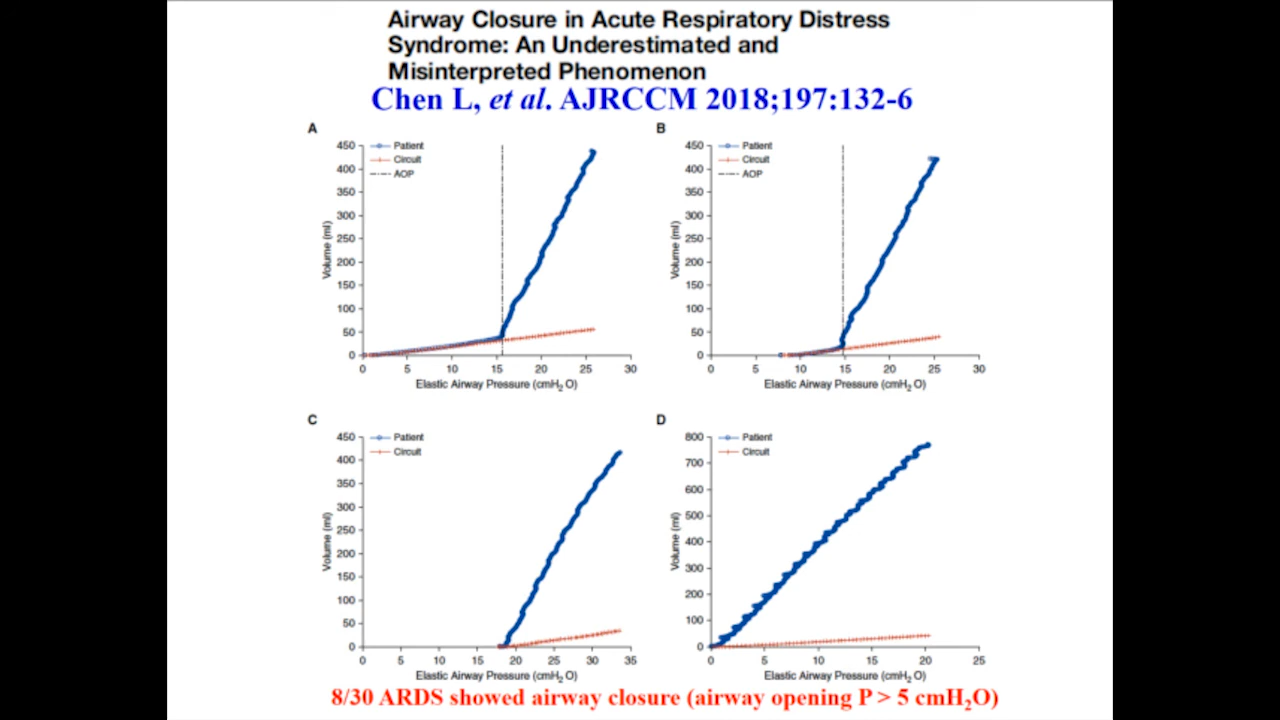 Airway Closure in Acute Respiratory Distress
Syndrome: An Underestimated and
Misinterpreted Phenomenon
Chen L, et al. AJRCCM 2018;197:132-6
A
450
400
350
300
250
200
150
100
50
0
Volume (ml)
Patient
Circuit
AOP
0 5 10 15 20 25 30
Elastic Airway Pressure (cmH2O)
B
450
400
350
300
250
200
150
100
50
0
Volume (ml)
Patient
Circuit
AOP
0 5 10 15 20 25 30
Elastic Airway Pressure (cmH2O)
C
450
400
350
300
250
200
150
100
50
0
Volume (ml)
Patient
Circuit
0 5 10 15 20 25 30 35
Elastic Airway Pressure (cmH2O)
D
800
700
600
500
400
300
200
100
0
Volume (ml)
Patient
Circuit
0 5 10 15 20 25
Elastic Airway Pressure (cmH2O)
8/30 ARDS showed airway closure (airway opening P > 5 cmH2O)